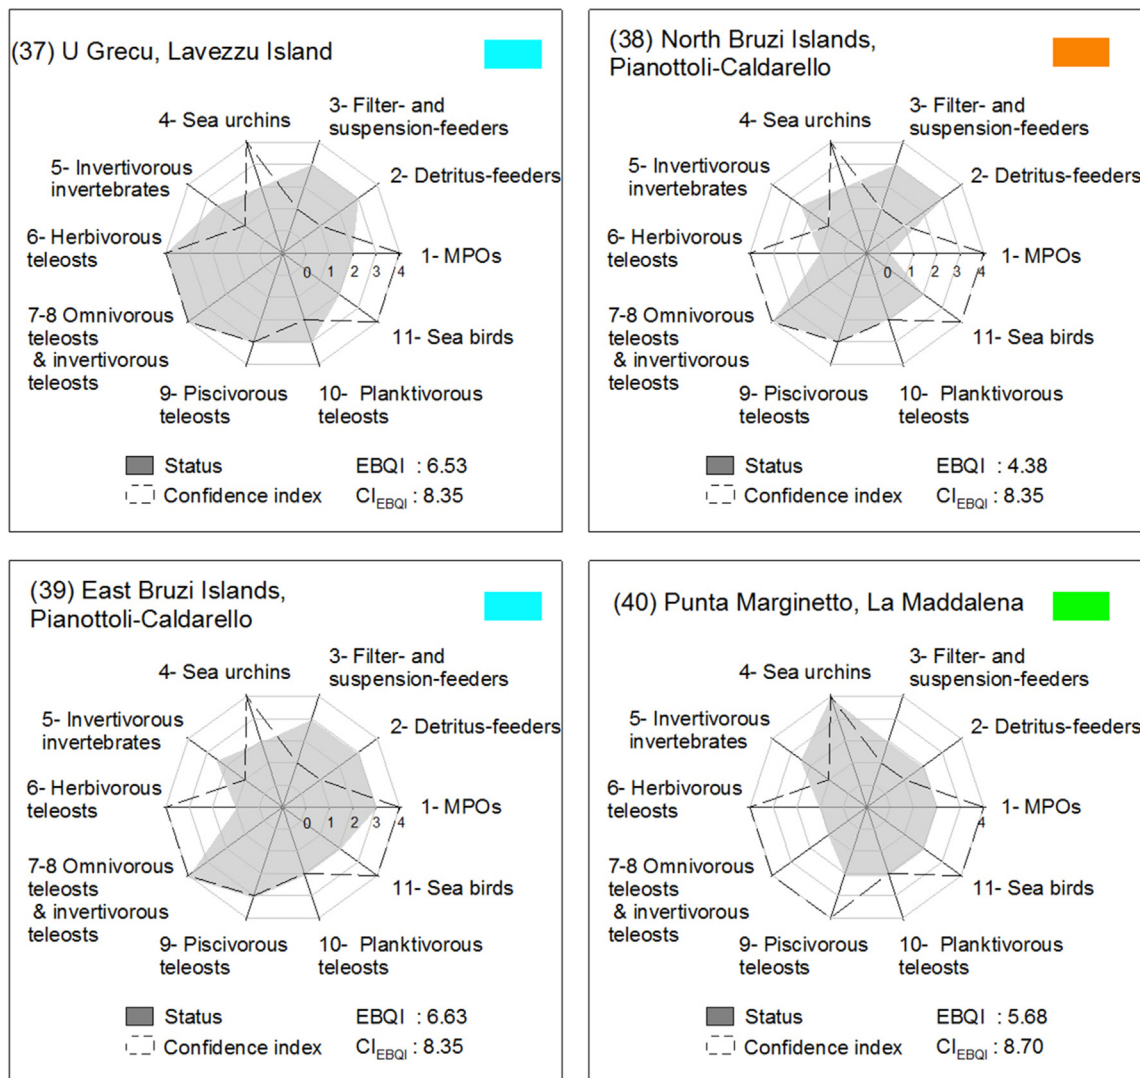 (37) U Grecu, Lavezzu Island
4- Sea urchins
3- Filter- and
suspension-feeders
5- Invertivorous
invertebrates
2- Detritus-feeders
6- Herbivorous
teleosts
0 1 2 3 4
1- MPOs
7-8 Omnivorous
teleosts
& invertivorous
teleosts
11- Sea birds
9- Piscivorous
teleosts
10- Planktivorous
teleosts
Status
EBQI : 6.53
Confidence index
CIEBQI : 8.35
(38) North Bruzi Islands,
Pianottoli-Caldarello
4- Sea urchins
3- Filter- and
suspension-feeders
5- Invertivorous
invertebrates
2- Detritus-feeders
6- Herbivorous
teleosts
0 1 2 3 4
1- MPOs
7-8 Omnivorous
teleosts
& invertivorous
teleosts
11- Sea birds
9- Piscivorous
teleosts
10- Planktivorous
teleosts
Status
EBQI : 4.38
Confidence index
CIEBQI : 8.35
(39) East Bruzi Islands,
Pianottoli-Caldarello
4- Sea urchins
3- Filter- and
suspension-feeders
5- Invertivorous
invertebrates
2- Detritus-feeders
6- Herbivorous
teleosts
0 1 2 3 4
1- MPOs
7-8 Omnivorous
teleosts
& invertivorous
teleosts
11- Sea birds
9- Piscivorous
teleosts
10- Planktivorous
teleosts
Status
EBQI : 6.63
Confidence index
CIEBQI : 8.35
(40) Punta Marginetto, La Maddalena
4- Sea urchins
3- Filter- and
suspension-feeders
5- Invertivorous
invertebrates
2- Detritus-feeders
6- Herbivorous
teleosts
4
1- MPOs
7-8 Omnivorous
teleosts
& invertivorous
teleosts
11- Sea birds
9- Piscivorous
teleosts
10- Planktivorous
teleosts
Status
EBQI : 5.68
Confidence index
CIEBQI : 8.70